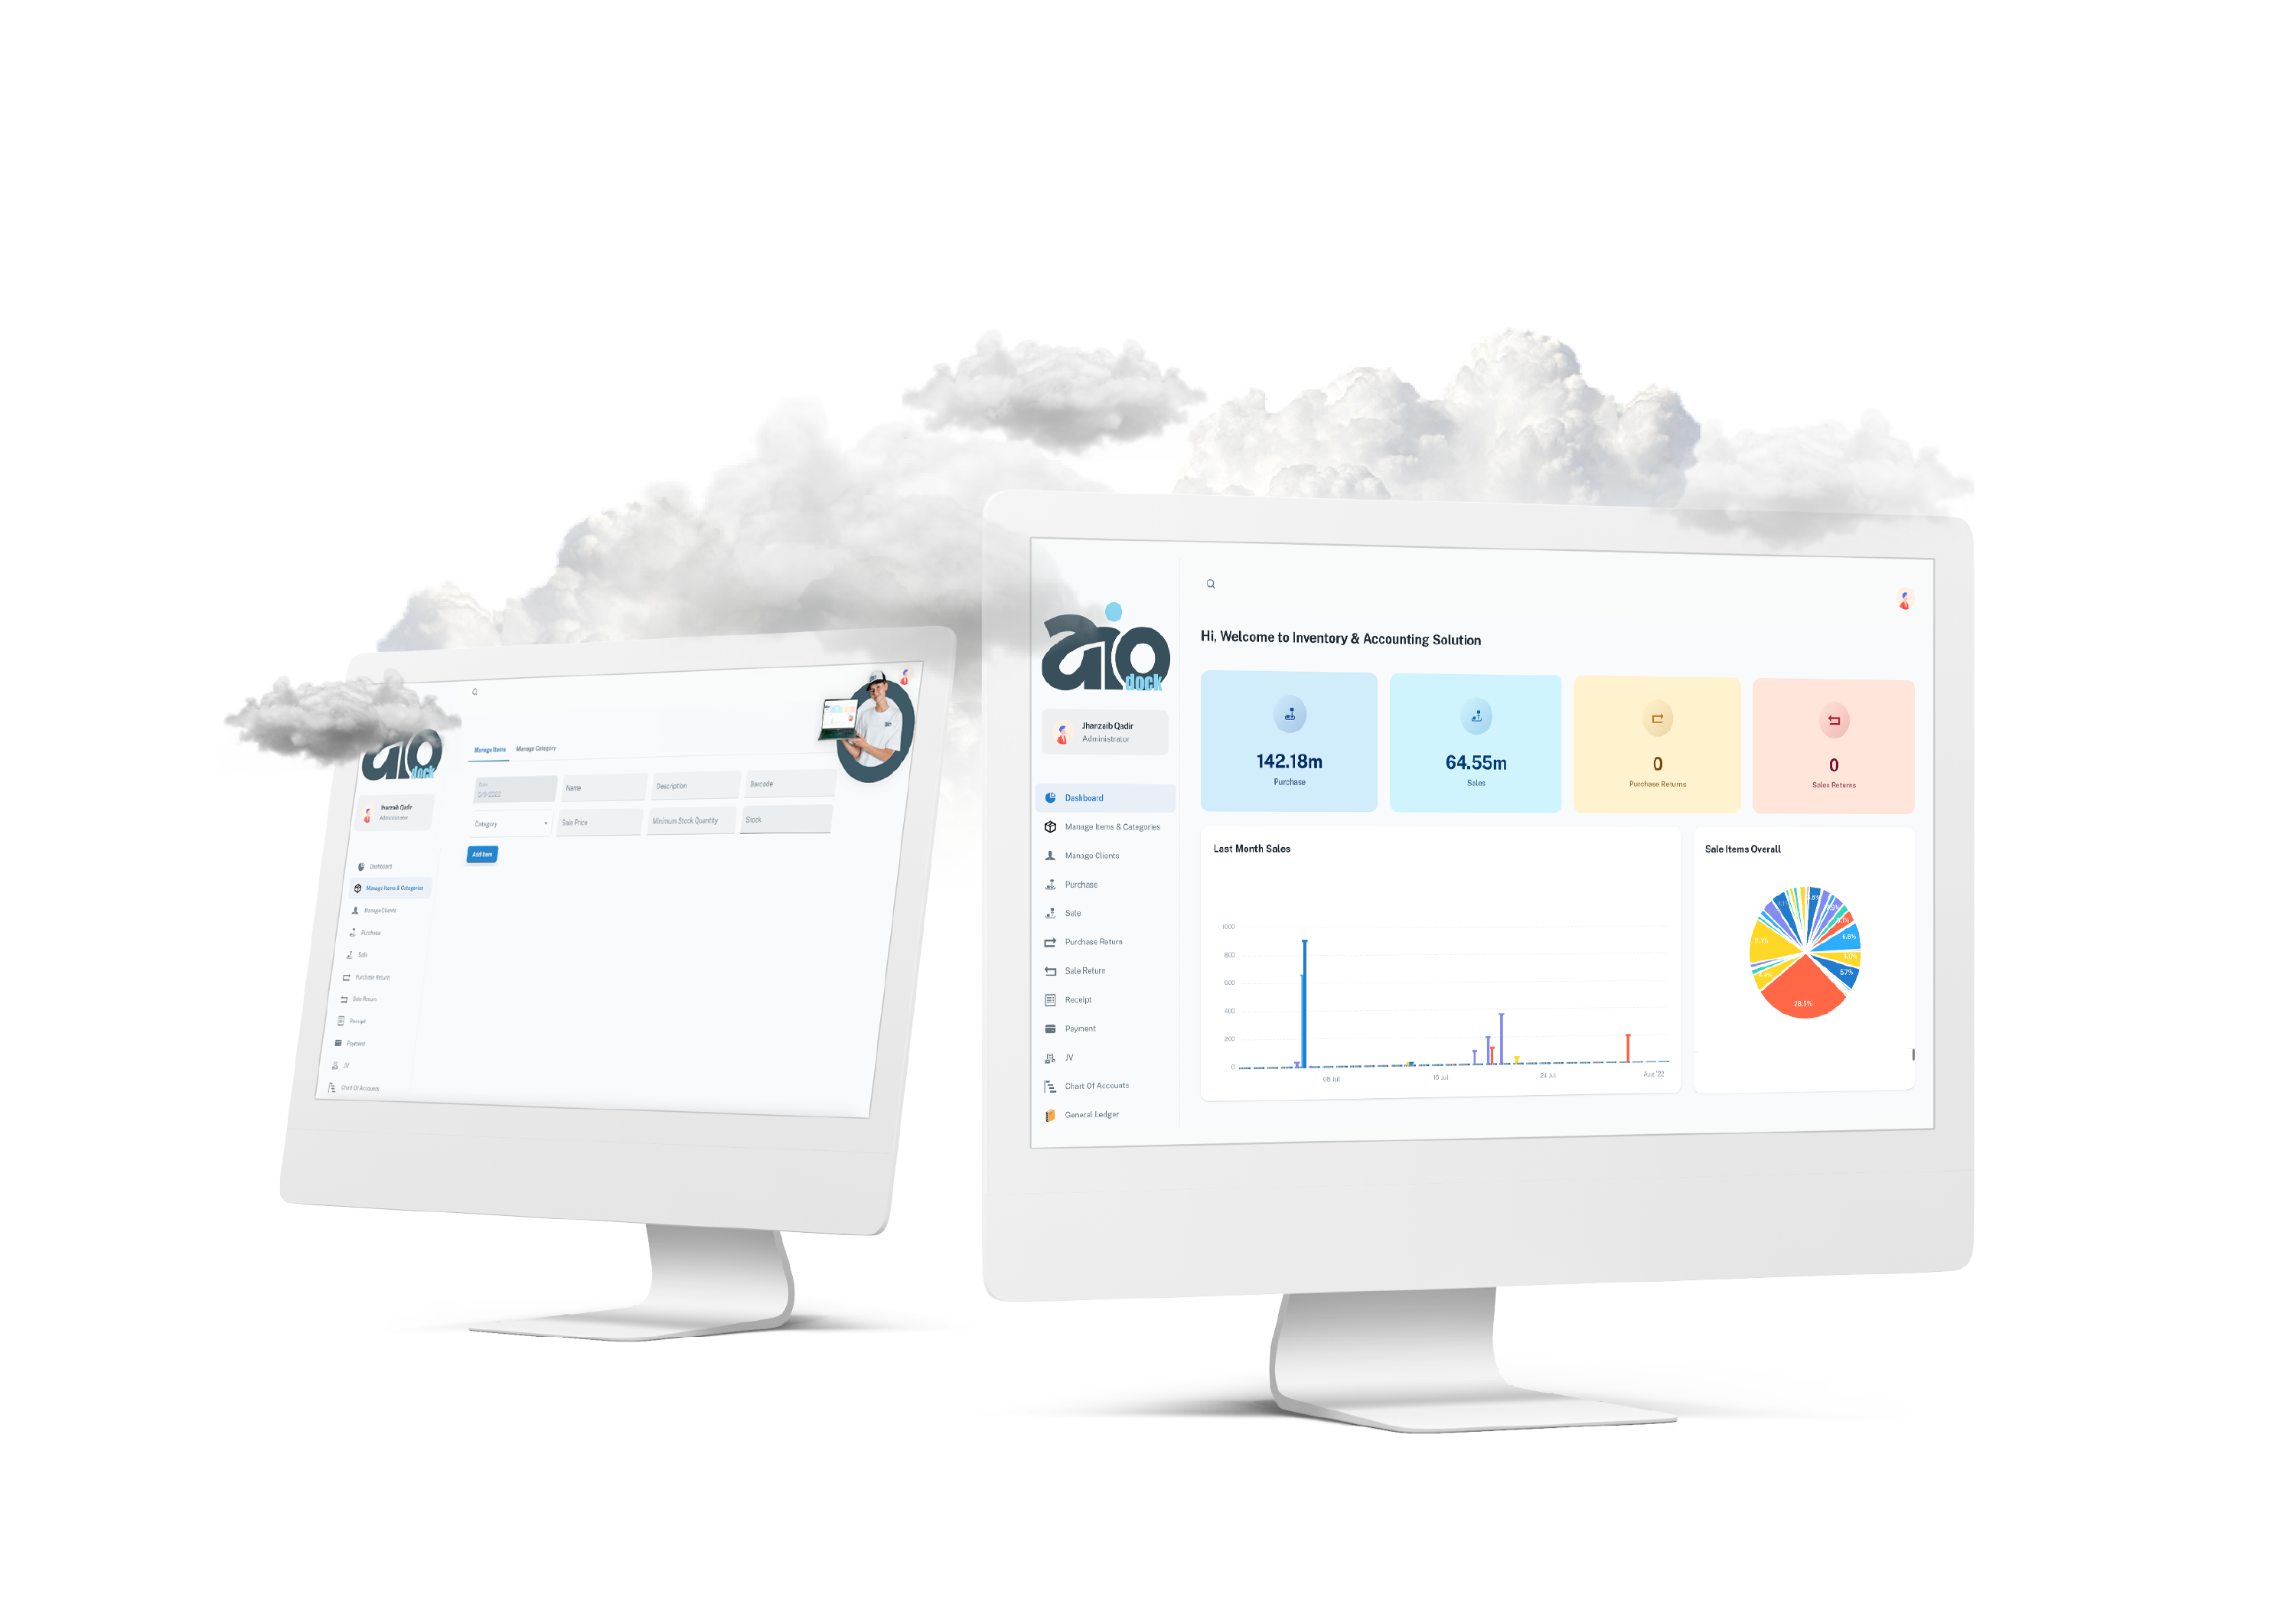 aio
dock
Jhanzaib Qadir
Administrator
Dashboard
Manage Items & Categories
Manage Clients
Purchase
Sale
Purchase Return
Sale Return
Receipt
Payment
JV
Chart Of Accounts
Manage Items Manage Category
Name Description Barcode
Category Sale Price Minimum Stock Quantity Stock
Add Item
aio
dock
Jhanzaib Qadir
Administrator
Dashboard
Manage Items & Categories
Manage Clients
Purchase
Sale
Purchase Return
Sale Return
Receipt
Payment
JV
Chart Of Accounts
General Ledger
Hi, Welcome to Inventory & Accounting Solution
142.18m
Purchase
64.55m
Sales
0
Purchase Returns
0
Sales Returns
Last Month Sales
1000
800
600
400
200
0
08 Jul 10 Jul 24 Jul Aug '22
Sale Items Overall
6.8%
4.0%
5.7%
28.5%